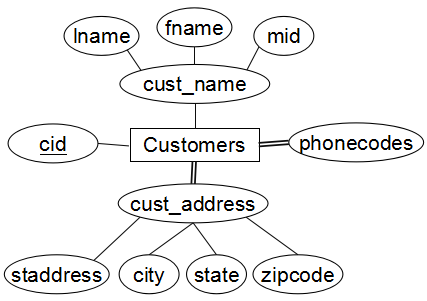 lname
fname
mid
cust_name
cid
Customers
phonecodes
cust_address
staddress
city
state
zipcode